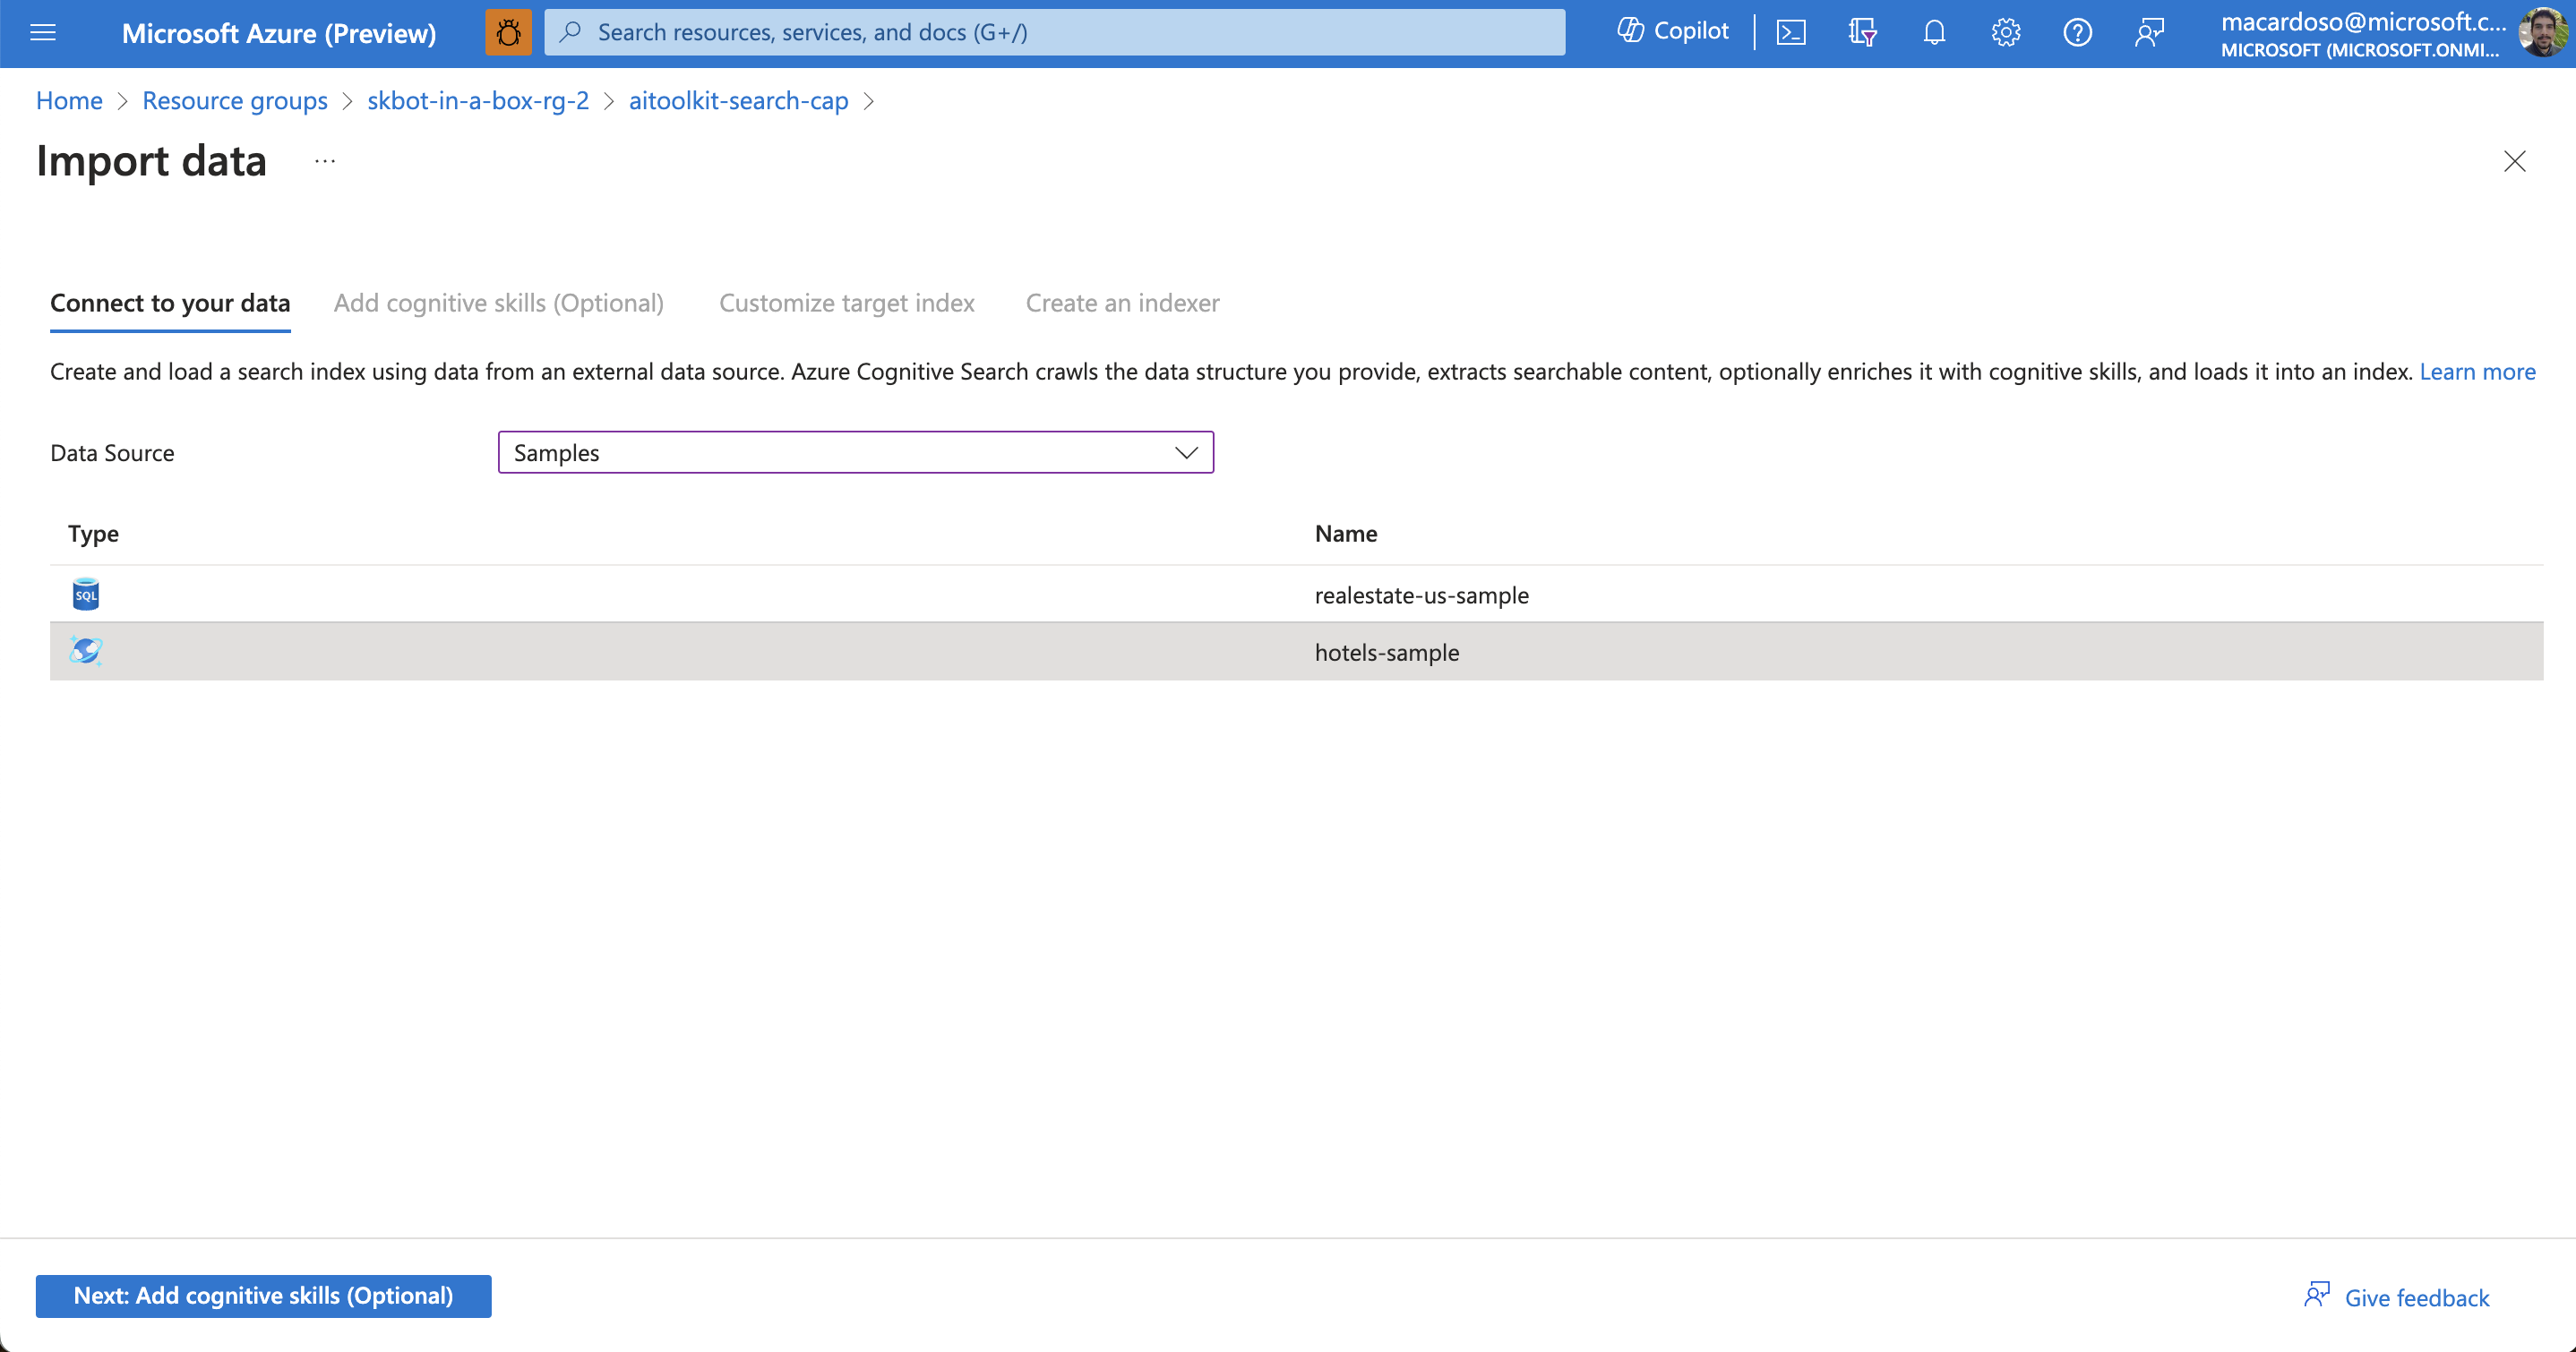 Microsoft Azure (Preview)
Search resources, services, and docs (G+/)
Copilot
macardoso@microsoft.c...
MICROSOFT (MICROSOFT.ONMI...
Home > Resource groups > skbot-in-a-box-rg-2 > aitoolkit-search-cap >
Import data ...
Connect to your data
Add cognitive skills (Optional)
Customize target index
Create an indexer
Create and load a search index using data from an external data source. Azure Cognitive Search crawls the data structure you provide, extracts searchable content, optionally enriches it with cognitive skills, and loads it into an index. Learn more
Data Source
Samples
Type
Name
SQL
realestate-us-sample
hotels-sample
Next: Add cognitive skills (Optional)
Give feedback